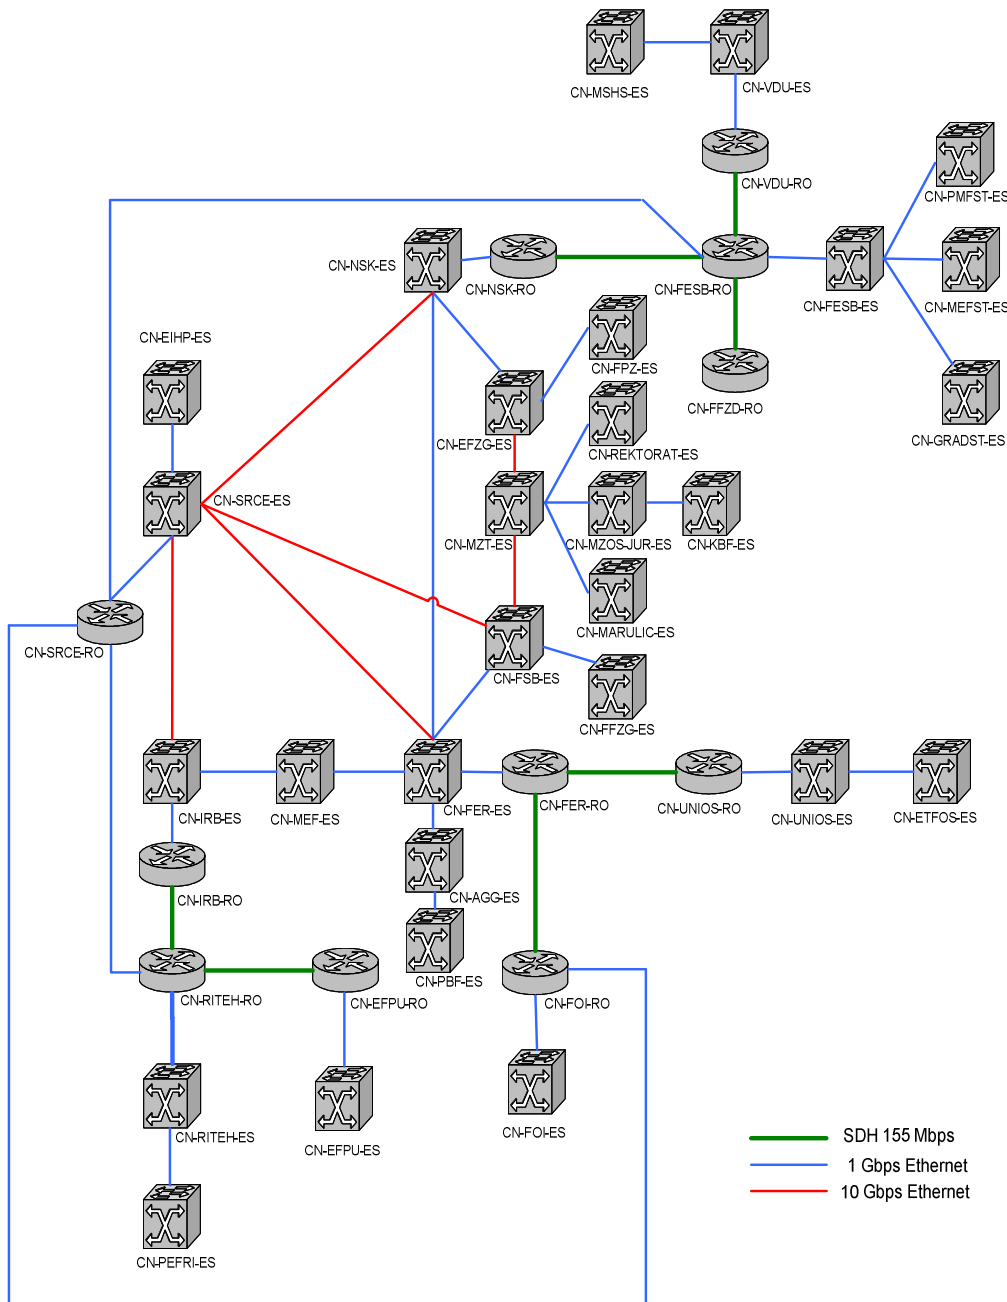 CN-MSHS-ES
CN-VDU-ES
CN-VDU-RO
CN-PMFST-ES
CN-NSK-ES
CN-NSK-RO
CN-FESB-RO
CN-FESB-ES
CN-MEFST-ES
CN-EIHP-ES
CN-FPZ-ES
CN-FFZD-RO
CN-EFZG-ES
CN-REKTORAT-ES
CN-GRADST-ES
CN-SRCE-ES
CN-MZT-ES
CN-MZOS-JUR-ES
CN-KBF-ES
CN-MARULIC-ES
CN-SRCE-RO
CN-FSB-ES
CN-FFZG-ES
CN-IRB-ES
CN-MEF-ES
CN-FER-ES
CN-FER-RO
CN-UNIOS-RO
CN-UNIOS-ES
CN-ETFOS-ES
CN-IRB-RO
CN-AGG-ES
CN-PBF-ES
CN-RITEH-RO
CN-EFPU-RO
CN-FOI-RO
CN-RITEH-ES
CN-EFPU-ES
CN-FOI-ES
SDH 155 Mbps
1 Gbps Ethernet
10 Gbps Ethernet
CN-PEFRI-ES